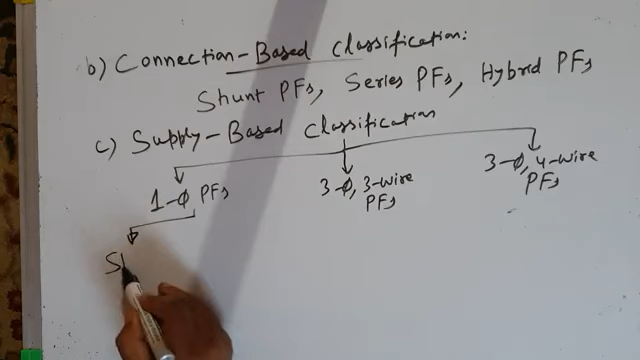 b) Connection-Based Classification:
Shunt PFs, Series PFs, Hybrid PFs
c) Supply-Based Classification
1-φ PFs
3-φ, 3-wire
PFs
3-φ, 4-wire
PFs